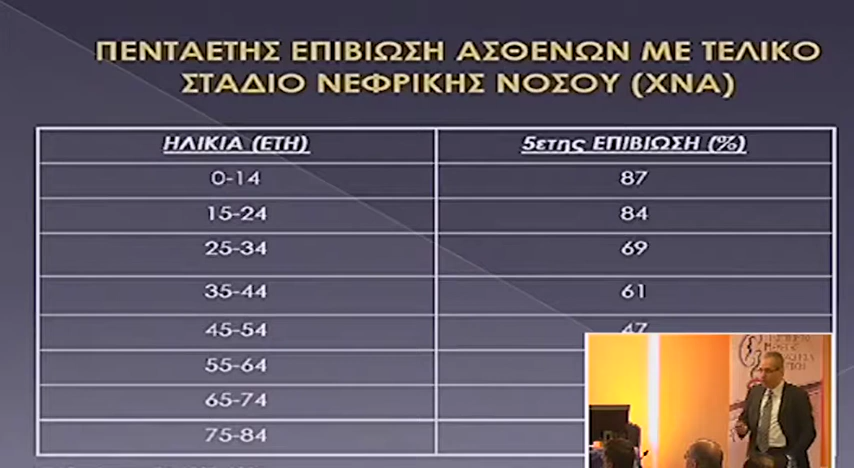 ΠΕΝΤΑΕΤΗΣ ΕΠΙΒΙΩΣΗ ΑΣΘΕΝΩΝ ΜΕ ΤΕΛΙΚΟ
ΣΤΑΔΙΟ ΝΕΦΡΙΚΗΣ ΝΟΣΟΥ (ΧΝΑ)
ΗΛΙΚΙΑ (ΕΤΗ) 5ετης ΕΠΙΒΙΩΣΗ (%)
0-14 87
15-24 84
25-34 69
35-44 61
45-54 47
55-64
65-74
75-84